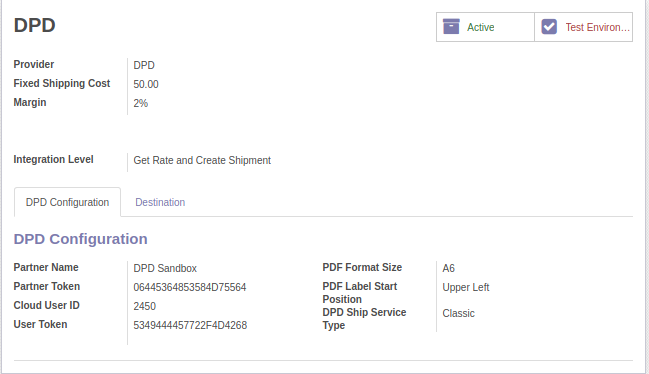 DPD
Active
Test Environ...
Provider DPD
Fixed Shipping Cost 50.00
Margin 2%
Integration Level Get Rate and Create Shipment
DPD Configuration Destination
DPD Configuration
Partner Name DPD Sandbox
Partner Token 06445364853584D75564
Cloud User ID 2450
User Token 5349444457722F4D4268
PDF Format Size A6
PDF Label Start Position Upper Left
DPD Ship Service Type Classic